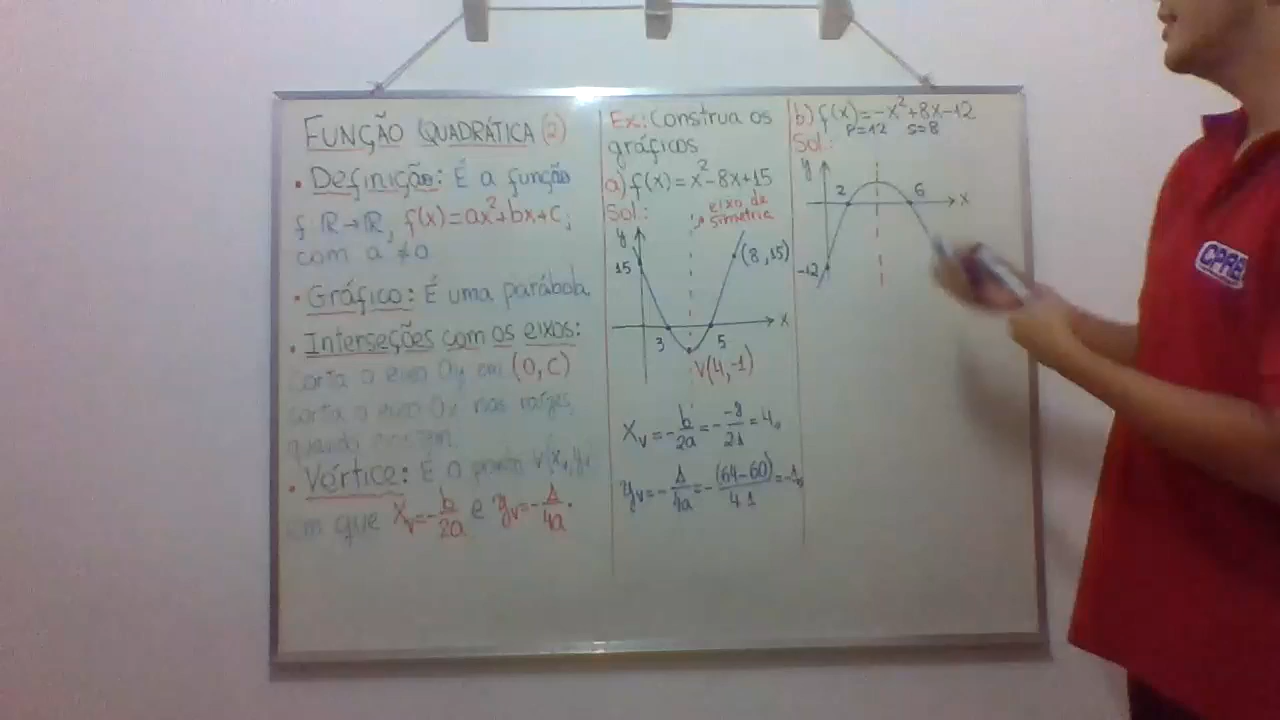 FUNÇÃO QUADRÁTICA (2)
• Definição: É a função
f: R→R, f(x)=ax²+bx+c,
com a ≠0
• Gráfico: É uma parábola
• Interseções com os eixos:
corta o eixo Oy em (0,C)
corta o eixo Ox nas raízes,
quando
• Vértice: É o ponto V(Xv,yv
em que Xv=-b/2a e yv=-Δ/4a.
Ex: Construa os
gráficos
a) f(x)=x²-8x+15
Sol:
eixo de
simetria
y
15
(8,15)
x
3
5
V(4,-1)
Xv=-b/2a=-(-8)/2.1=4
yv=-Δ/4a=-(64-60)/4.1=-1
b) f(x)=-x²+8x-12
P=12 S=8
Sol:
y
2
6
x
-12